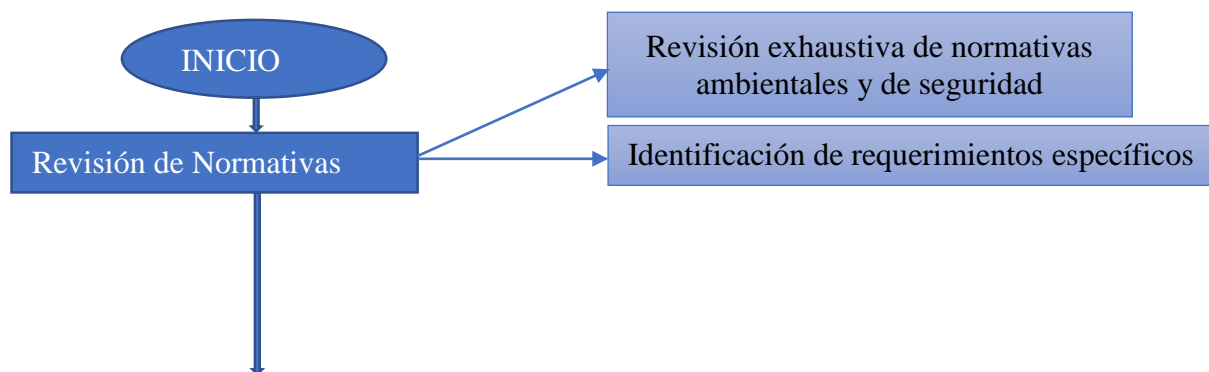 INICIO
Revisión exhaustiva de normativas
ambientales y de seguridad
Revisión de Normativas
Identificación de requerimientos específicos